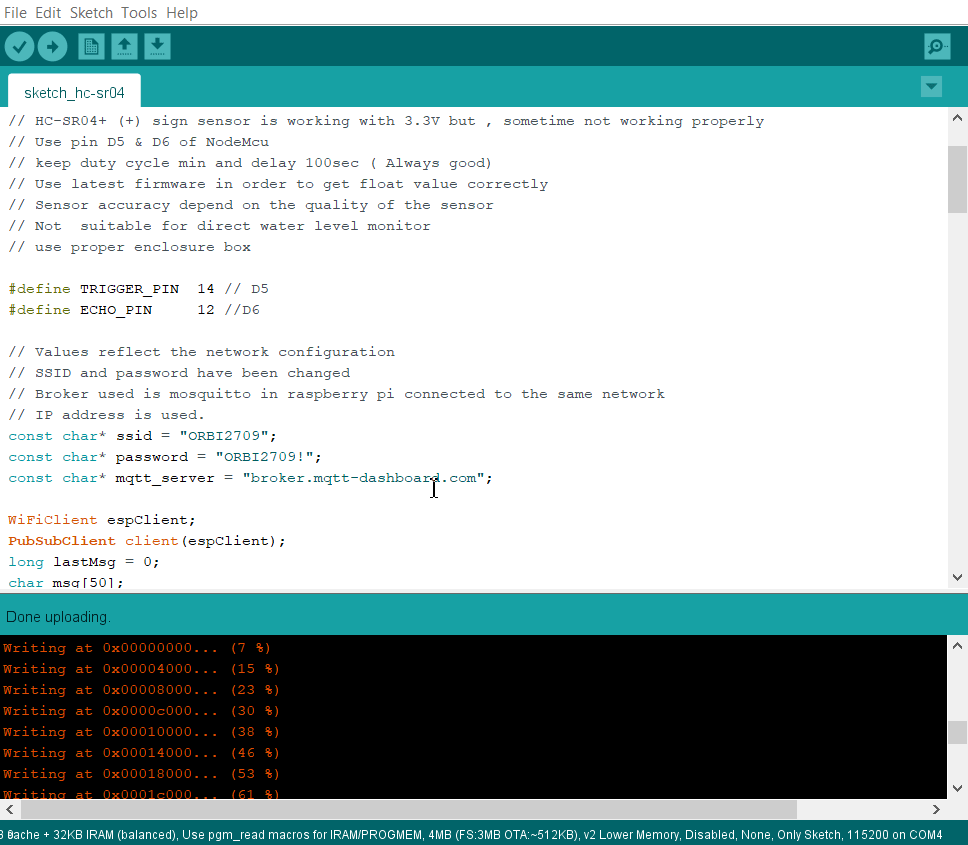 File Edit Sketch Tools Help
sketch_hc-sr04
// HC-SR04+ (+) sign sensor is working with 3.3V but , sometime not working properly
// Use pin D5 & D6 of NodeMcu
// keep duty cycle min and delay 100sec ( Always good)
// Use latest firmware in order to get float value correctly
// Sensor accuracy depend on the quality of the sensor
// Not  suitable for direct water level monitor
// use proper enclosure box
#define TRIGGER_PIN  14 // D5
#define ECHO_PIN     12 //D6
// Values reflect the network configuration
// SSID and password have been changed
// Broker used is mosquitto in raspberry pi connected to the same network
// IP address is used.
const char* ssid = "ORBI2709";
const char* password = "ORBI2709!";
const char* mqtt_server = "broker.mqtt-dashboard.com";
WiFiClient espClient;
PubSubClient client(espClient);
long lastMsg = 0;
char msg[50];
Done uploading.
Writing at 0x00000000... (7 %)
Writing at 0x00004000... (15 %)
Writing at 0x00008000... (23 %)
Writing at 0x0000c000... (30 %)
Writing at 0x00010000... (38 %)
Writing at 0x00014000... (46 %)
Writing at 0x00018000... (53 %)
Writing at 0x0001c000... (61 %)
+ 32KB IRAM (balanced), Use pgm_read macros for IRAM/PROGMEM, 4MB (FS:3MB OTA:~512KB), v2 Lower Memory, Disabled, None, Only Sketch, 115200 on COM4